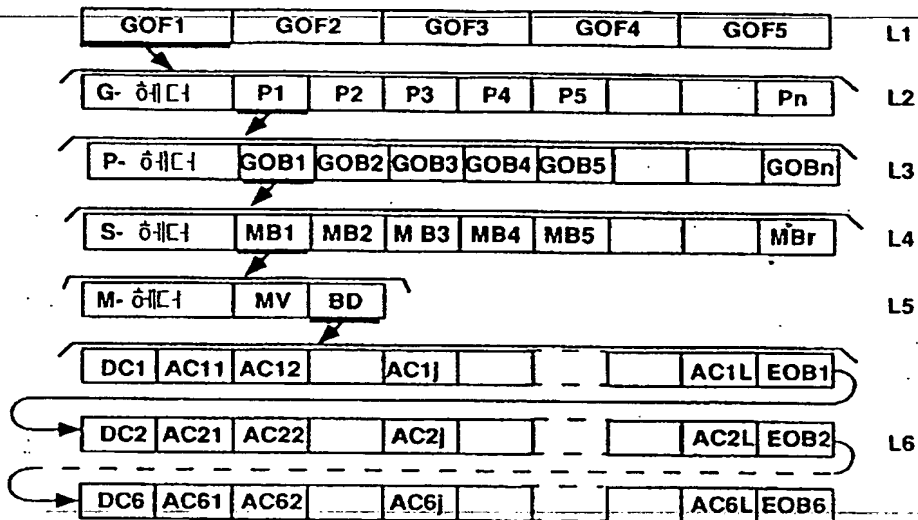 GOF1 GOF2 GOF3 GOF4 GOF5 L1
G- 헤더 P1 P2 P3 P4 P5 Pn L2
P- 헤더 GOB1 GOB2 GOB3 GOB4 GOB5 GOBn L3
S- 헤더 MB1 MB2 M B3 MB4 MB5 MBr L4
M- 헤더 MV BD L5
DC1 AC11 AC12 AC1j AC1L EOB1
DC2 AC21 AC22 AC2j AC2L EOB2 L6
DC6 AC61 AC62 AC6j AC6L EOB6